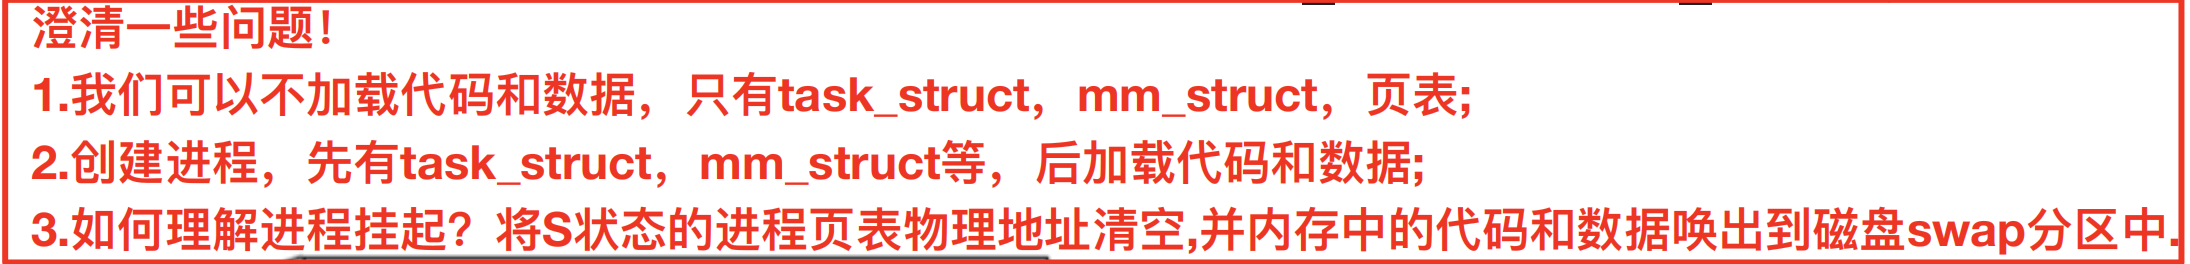 澄清一些问题！
1.我们可以不加载代码和数据，只有task_struct，mm_struct，页表;
2.创建进程，先有task_struct，mm_struct等，后加载代码和数据;
3.如何理解进程挂起？将S状态的进程页表物理地址清空,并内存中的代码和数据唤出到磁盘swap分区中.